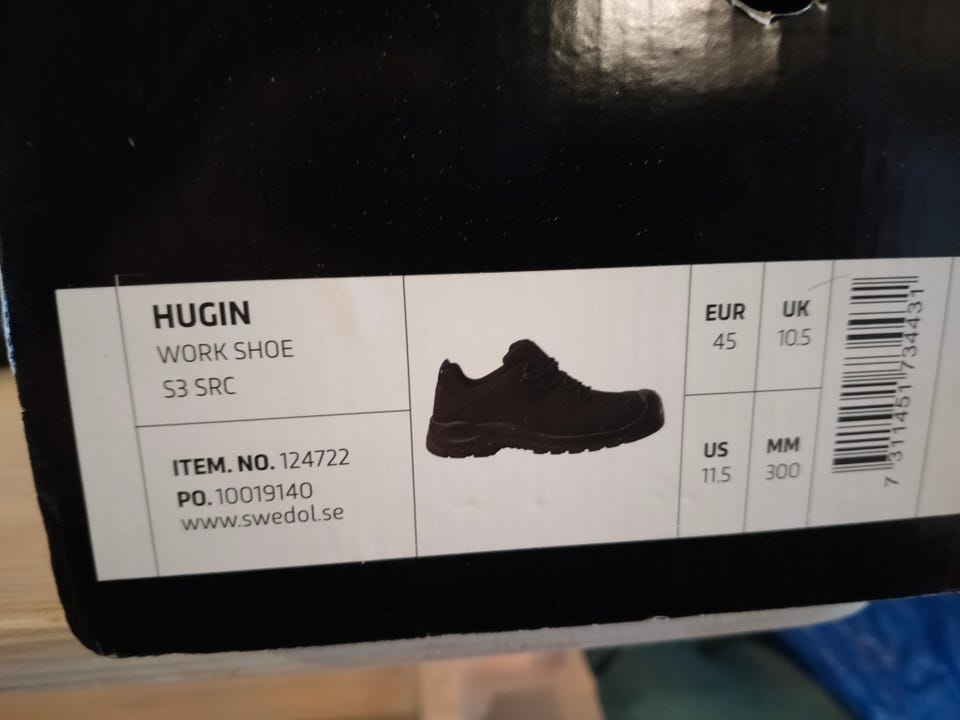 HUGIN
WORK SHOE
S3 SRC
ITEM. NO. 124722
PO. 10019140
www.swedol.se
EUR
45
UK
10.5
US
11.5
MM
300
7 311451 734431